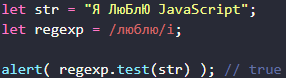 let str = "Я ЛюБлЮ JavaScript";
let regexp = /люблю/i;
alert( regexp.test(str) ); // true